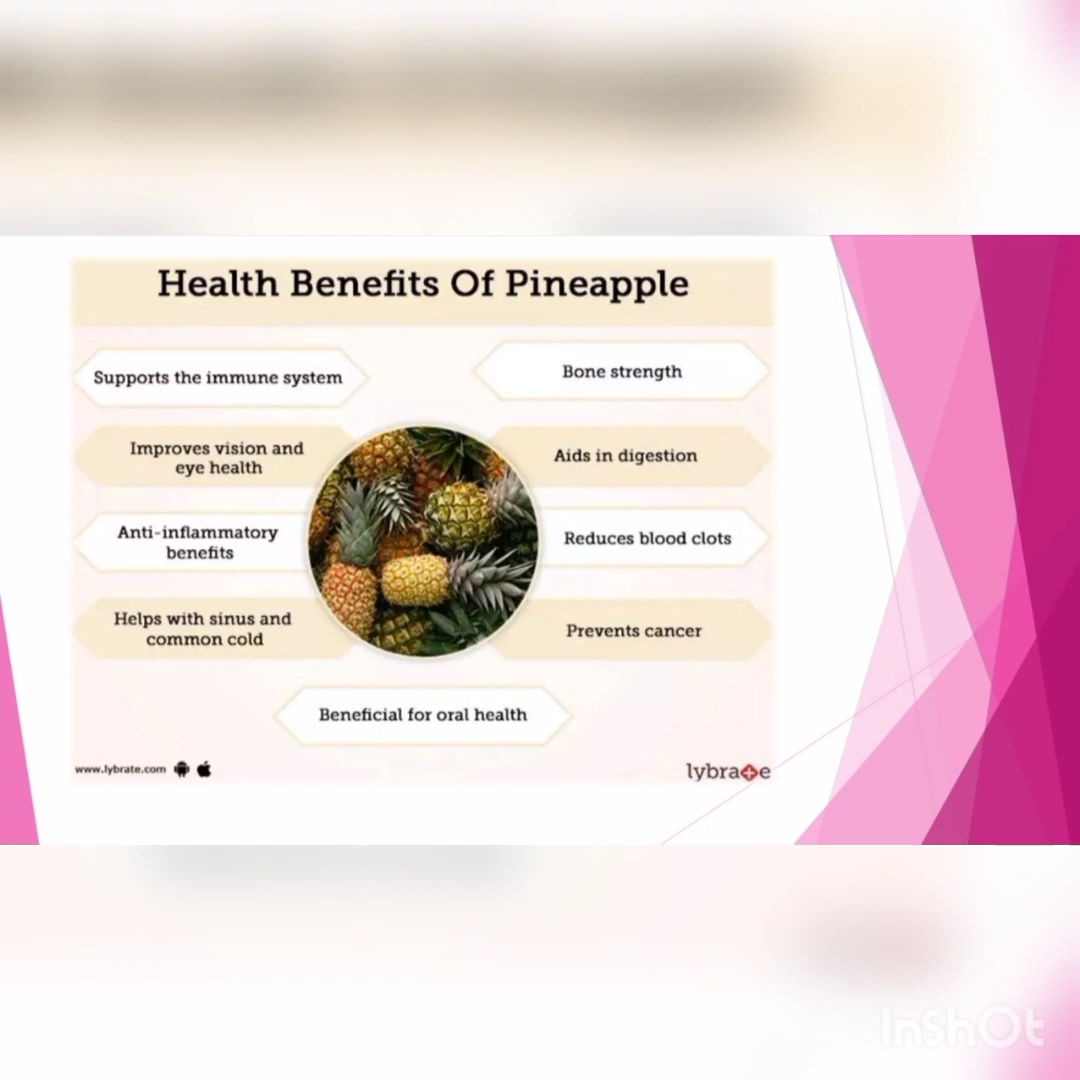 Health Benefits Of Pineapple
Supports the immune system
Bone strength
Improves vision and
eye health
Aids in digestion
Anti-inflammatory
benefits
Reduces blood clots
Helps with sinus and
common cold
Prevents cancer
Beneficial for oral health
www.lybrate.com
lybrate
InShOt